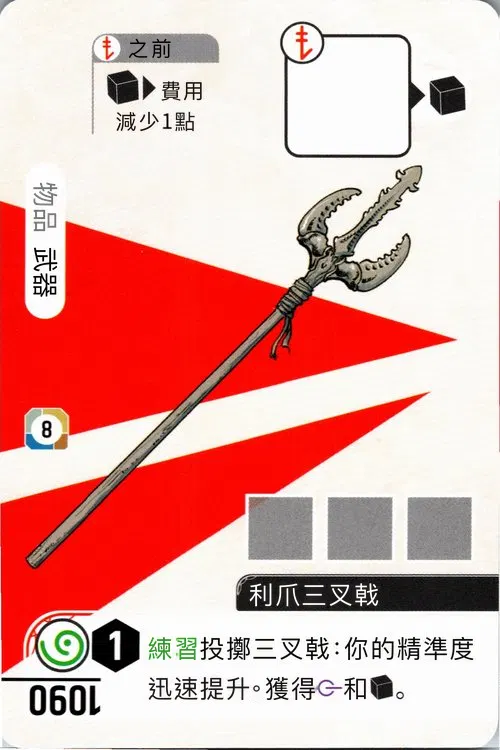 之前
費用
減少1點
物品 武器
8
利爪三叉戟
1
練習投擲三叉戟:你的精準度
迅速提升。獲得和。
1090